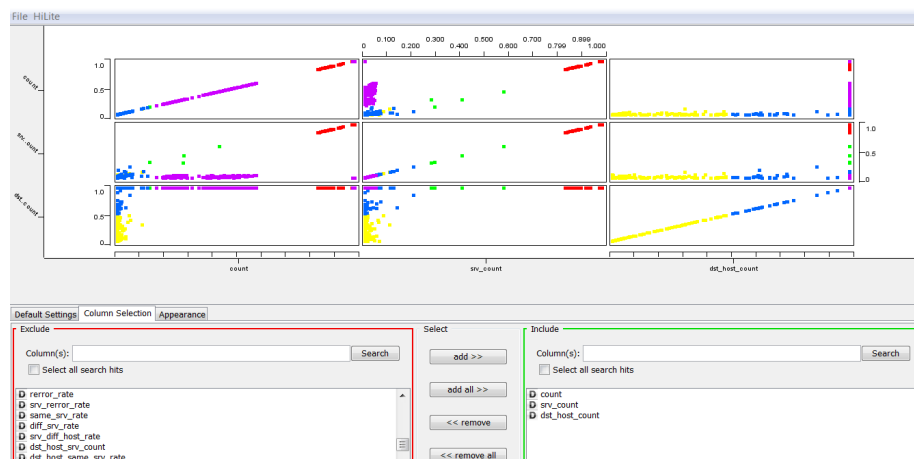 File HiLite
0.100 0.300 0.500 0.700 0.899
0 0.200 0.400 0.600 0.799 1.000
count
1.0
0.5
0
srv..ount
1.0
0.5
0
dst_count
1.0
0.5
0
count srv_count dst_host_count
Default Settings Column Selection Appearance
Exclude Select Include
Column(s): Search add >> Column(s): Search
Select all search hits Select all search hits
add all >>
rerror_rate count
srv_rerror_rate srv_count
same_srv_rate dst_host_count
diff_srv_rate << remove
srv_diff_host_rate
dst_host_srv_count
dst_host_same_srv_rate << remove all